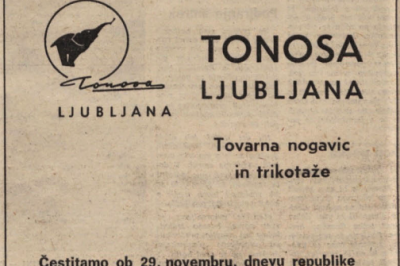 Tonosa
LJUBLJANA
TONOSA
LJUBLJANA
Tovarna nogavic
in trikotaže
Čestitamo ob 29. novembru, dnevu republike